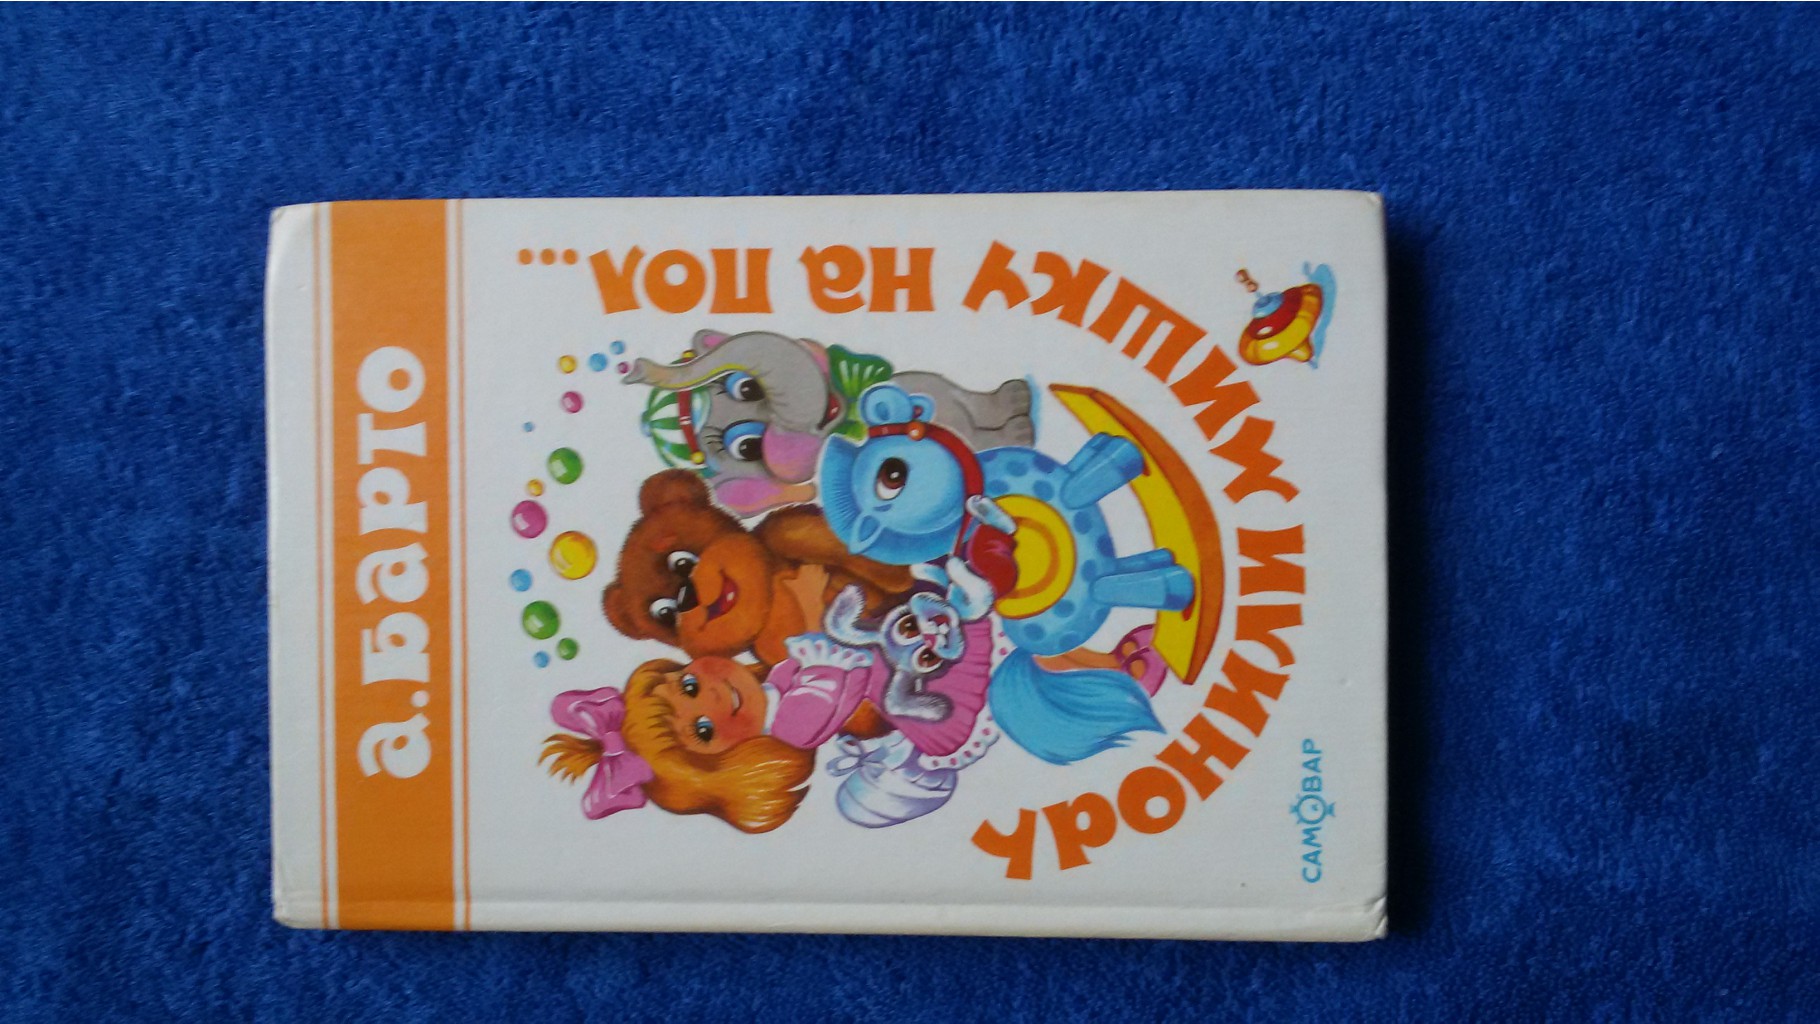 а. Барто
Уронили мишку на пол...
САМОВАР